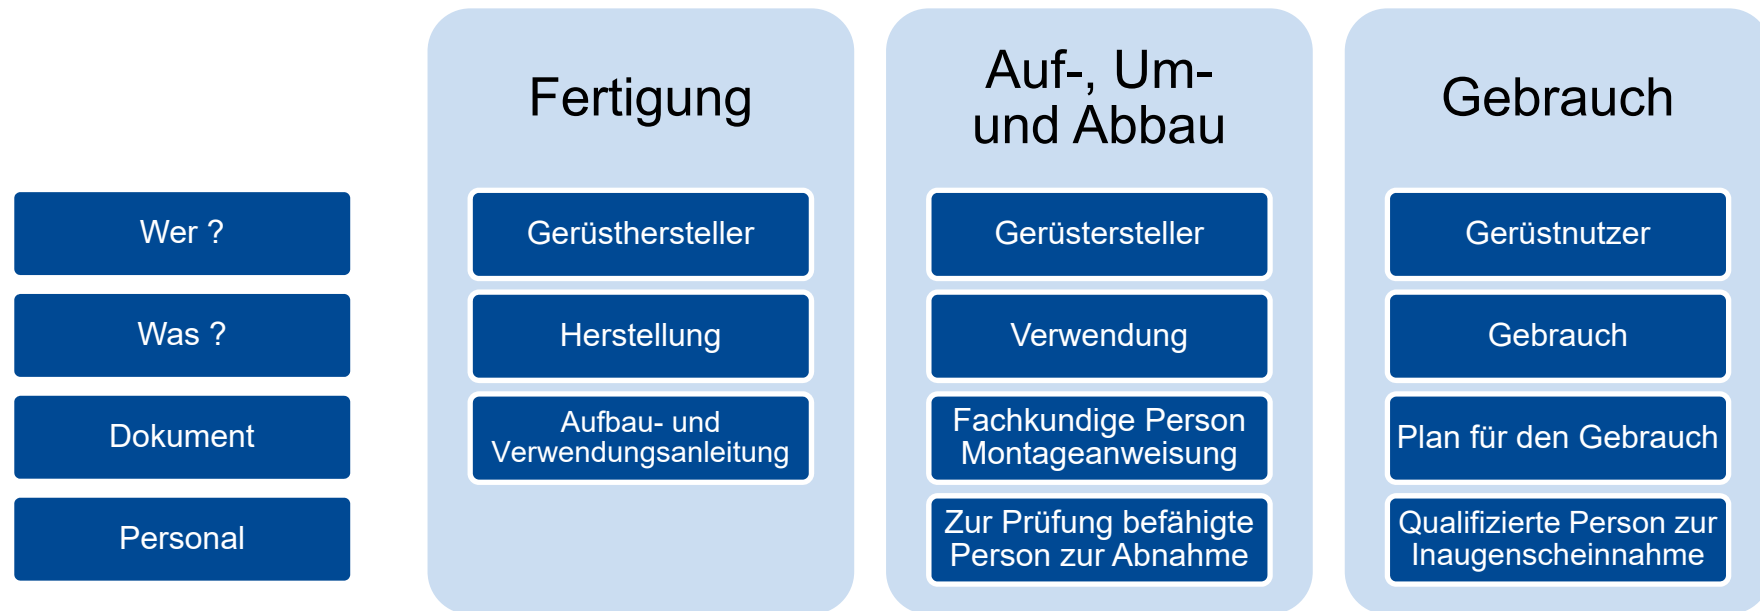 Fertigung
Auf-, Um-
und Abbau
Gebrauch
Wer ?
Gerüsthersteller
Gerüstersteller
Gerüstnutzer
Was ?
Herstellung
Verwendung
Gebrauch
Dokument
Aufbau- und
Verwendungsanleitung
Fachkundige Person
Montageanweisung
Plan für den Gebrauch
Personal
Zur Prüfung befähigte
Person zur Abnahme
Qualifizierte Person zur
Inaugenscheinnahme